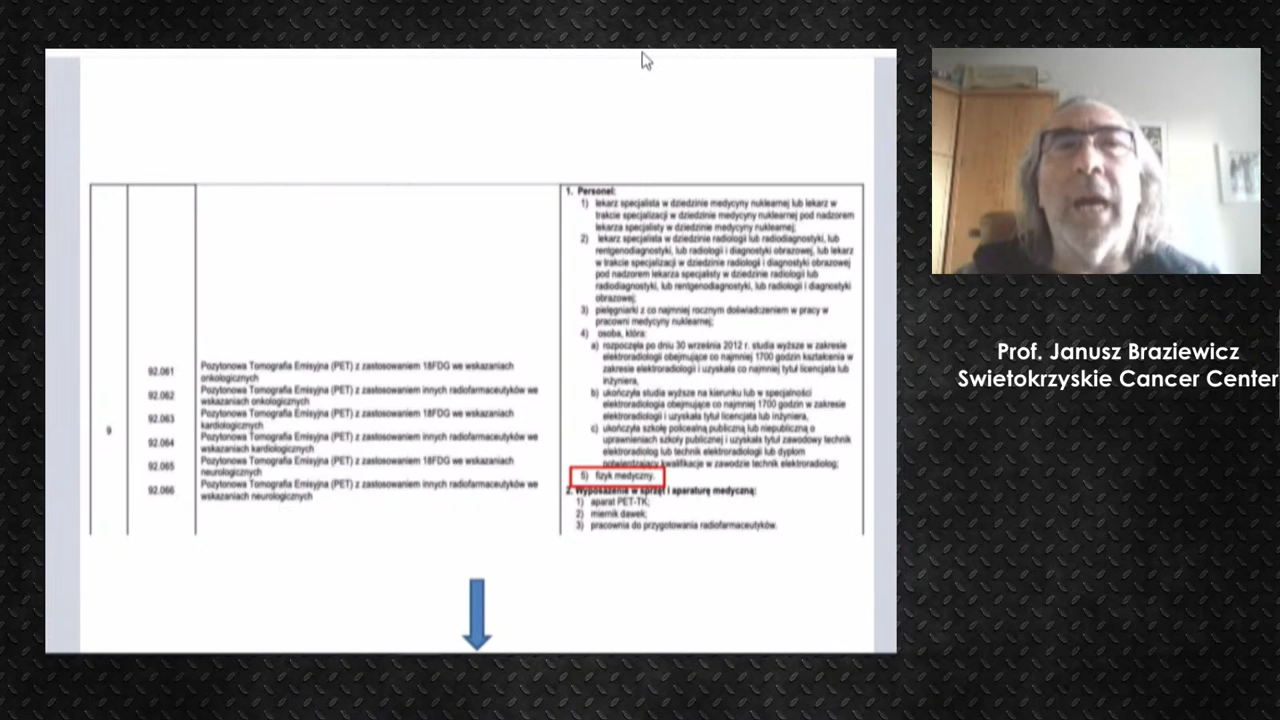 9
92.061
Pozytonowa Tomografia Emisyjna (PET) z zastosowaniem 18FDG we wskazaniach
onkologicznych
92.062
Pozytonowa Tomografia Emisyjna (PET) z zastosowaniem innych radiofarmaceutyków we
wskazaniach onkologicznych
92.063
Pozytonowa Tomografia Emisyjna (PET) z zastosowaniem 18FDG we wskazaniach
kardiologicznych
92.064
Pozytonowa Tomografia Emisyjna (PET) z zastosowaniem innych radiofarmaceutyków we
wskazaniach kardiologicznych
92.065
Pozytonowa Tomografia Emisyjna (PET) z zastosowaniem 18FDG we wskazaniach
neurologicznych
92.066
Pozytonowa Tomografia Emisyjna (PET) z zastosowaniem innych radiofarmaceutyków we
wskazaniach neurologicznych
1. Personel:
1) lekarz specjalista w dziedzinie medycyny nuklearnej lub lekarz w
trakcie specjalizacji w dziedzinie medycyny nuklearnej pod nadzorem
lekarza specjalisty w dziedzinie medycyny nuklearnej;
2) lekarz specjalista w dziedzinie radiologii lub radiodiagnostyki, lub
rentgenodiagnostyki, lub radiologii i diagnostyki obrazowej, lub lekarz
w trakcie specjalizacji w dziedzinie radiologii i diagnostyki obrazowej
pod nadzorem lekarza specjalisty w dziedzinie radiologii lub
radiodiagnostyki, lub rentgenodiagnostyki, lub radiologii i diagnostyki
obrazowej;
3) pielęgniarki z co najmniej rocznym doświadczeniem w pracy w
pracowni medycyny nuklearnej;
4) osoba, która:
a) rozpoczęła po dniu 30 września 2012 r. studia wyższe w zakresie
elektroradiologii obejmujące co najmniej 1700 godzin kształcenia w
zakresie elektroradiologii i uzyskała co najmniej tytuł licencjata lub
inżyniera,
b) ukończyła studia wyższe na kierunku lub w specjalności
elektroradiologia obejmujące co najmniej 1700 godzin w zakresie
elektroradiologii i uzyskała tytuł licencjata lub inżyniera,
c) ukończyła szkołę policealną publiczną lub niepubliczną o
uprawnieniach szkoły publicznej i uzyskała tytuł zawodowy technik
elektroradiolog lub technik elektroradiologii lub dyplom
potwierdzający kwalifikacje w zawodzie technik elektroradiolog;
5) fizyk medyczny.
2. Wyposażenie w sprzęt i aparaturę medyczną:
1) aparat PET-TK;
2) miernik dawek;
3) pracownia do przygotowania radiofarmaceutyków.
Prof. Janusz Braziewicz
Swietokrzyskie Cancer Center